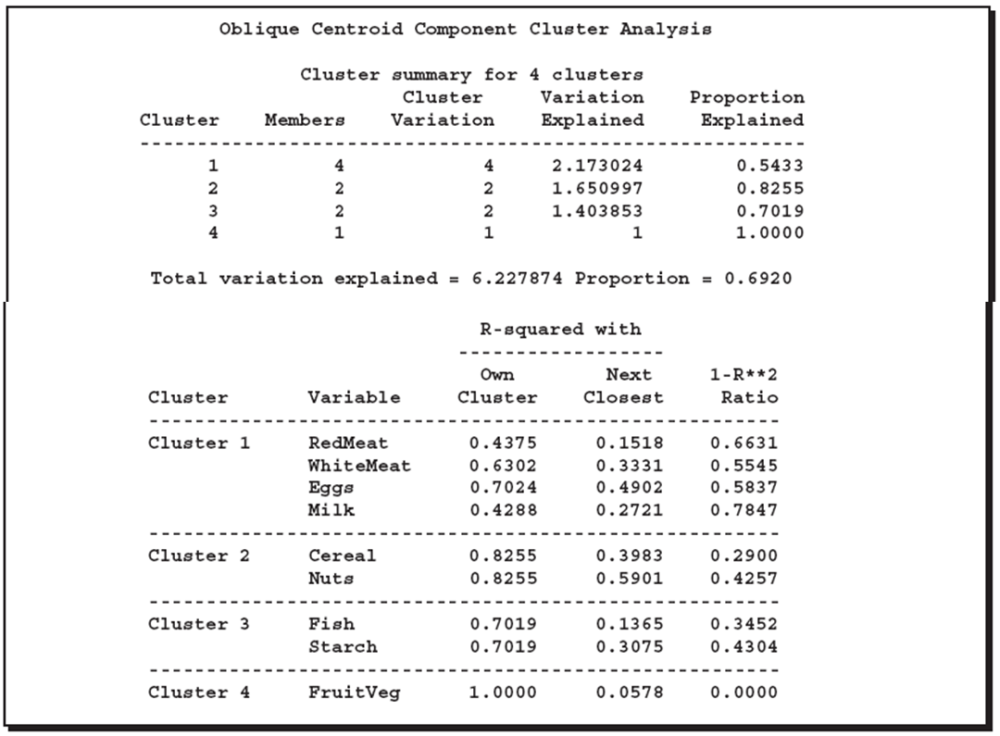 Oblique Centroid Component Cluster Analysis
Cluster summary for 4 clusters
Cluster Variation Proportion
Cluster Members Variation Explained Explained
1 4 4 2.173024 0.5433
2 2 2 1.650997 0.8255
3 2 2 1.403853 0.7019
4 1 1 1 1.0000
Total variation explained = 6.227874 Proportion = 0.6920
R-squared with
Own Next 1-R**2
Cluster Variable Cluster Closest Ratio
Cluster 1 RedMeat 0.4375 0.1518 0.6631
WhiteMeat 0.6302 0.3331 0.5545
Eggs 0.7024 0.4902 0.5837
Milk 0.4288 0.2721 0.7847
Cluster 2 Cereal 0.8255 0.3983 0.2900
Nuts 0.8255 0.5901 0.4257
Cluster 3 Fish 0.7019 0.1365 0.3452
Starch 0.7019 0.3075 0.4304
Cluster 4 FruitVeg 1.0000 0.0578 0.0000